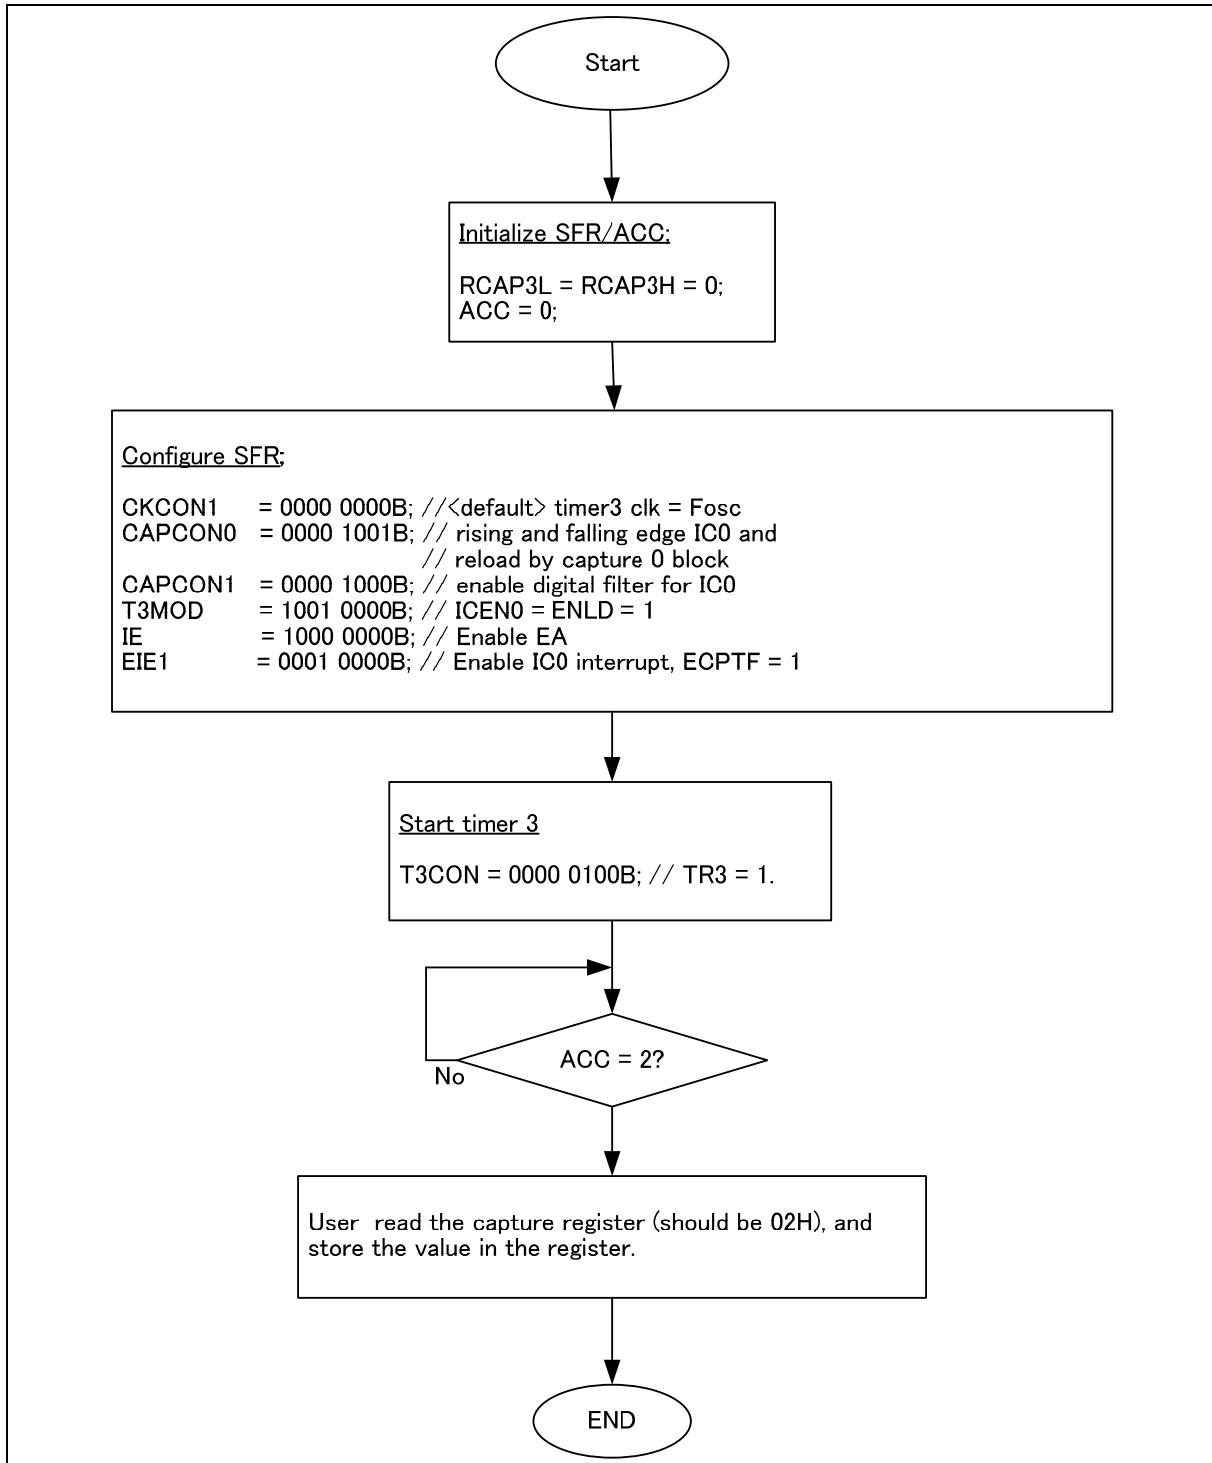 Start
Initialize SFR/ACC;
RCAP3L = RCAP3H = 0;
ACC = 0;
Configure SFR;
CKCON1 = 0000 0000B; //<default> timer3 clk = Fosc
CAPCON0 = 0000 1001B; // rising and falling edge IC0 and
// reload by capture 0 block
CAPCON1 = 0000 1000B; // enable digital filter for IC0
T3MOD = 1001 0000B; // ICEN0 = ENLD = 1
IE = 1000 0000B; // Enable EA
EIE1 = 0001 0000B; // Enable IC0 interrupt, ECPTF = 1
Start timer 3
T3CON = 0000 0100B; // TR3 = 1.
ACC = 2?
No
User read the capture register (should be 02H), and
store the value in the register.
END